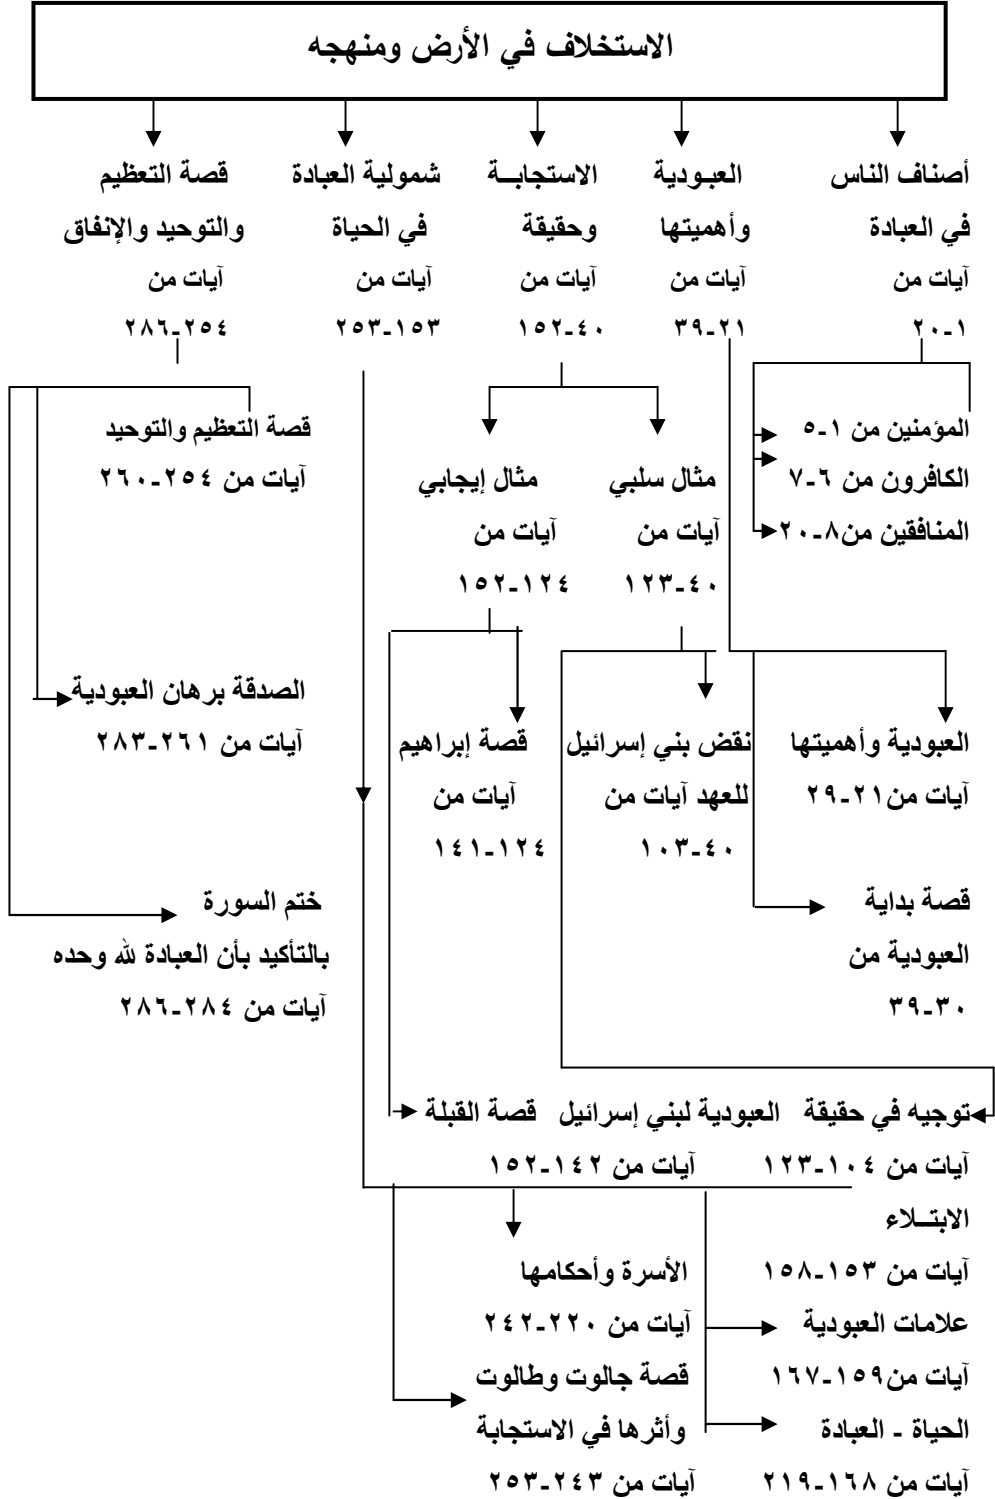 الاستخلاف في الأرض ومنهجه
أصناف الناس
في العبادة
آيات من
١-٢٠
العبودية
وأهميتها
آيات من
٢١-٣٩
الاستجابة
وحقيقة
آيات من
٤٠-١٥٢
شمولية العبادة
في الحياة
آيات من
١٥٣-٢٥٣
قصة التعظيم
والتوحيد والإنفاق
آيات من
٢٥٤-٢٨٦
المؤمنين من ١-٥
الكافرون من ٦-٧
المنافقين من٨-٢٠
مثال سلبي
آيات من
٤٠-١٢٣
مثال إيجابي
آيات من
١٢٤-١٥٢
قصة التعظيم والتوحيد
آيات من ٢٥٤-٢٦٠
الصدقة برهان العبودية
آيات من ٢٦١-٢٨٣
ختم السورة
بالتأكيد بأن العبادة لله وحده
آيات من ٢٨٤-٢٨٦
العبودية وأهميتها
آيات من٢١-٢٩
قصة بداية
العبودية من
٣٠-٣٩
نقض بني إسرائيل
للعهد آيات من
٤٠-١٠٣
قصة إبراهيم
آيات من
١٢٤-١٤١
توجيه في حقيقة العبودية لبني إسرائيل
آيات من ١٠٤-١٢٣
قصة القبلة
آيات من ١٤٢-١٥٢
الابتلاء
آيات من ١٥٣-١٥٨
علامات العبودية
آيات من١٥٩-١٦٧
الحياة - العبادة
آيات من ١٦٨-٢١٩
الأسرة وأحكامها
آيات من ٢٢٠-٢٤٢
قصة جالوت وطالوت
وأثرها في الاستجابة
آيات من ٢٤٣-٢٥٣